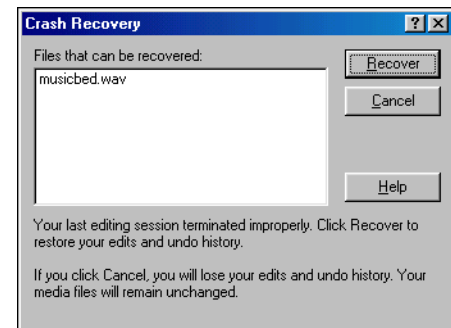 Crash Recovery
Files that can be recovered:
musicbed.wav
Recover
Cancel
Help
Your last editing session terminated improperly. Click Recover to
restore your edits and undo history.
If you click Cancel, you will lose your edits and undo history. Your
media files will remain unchanged.